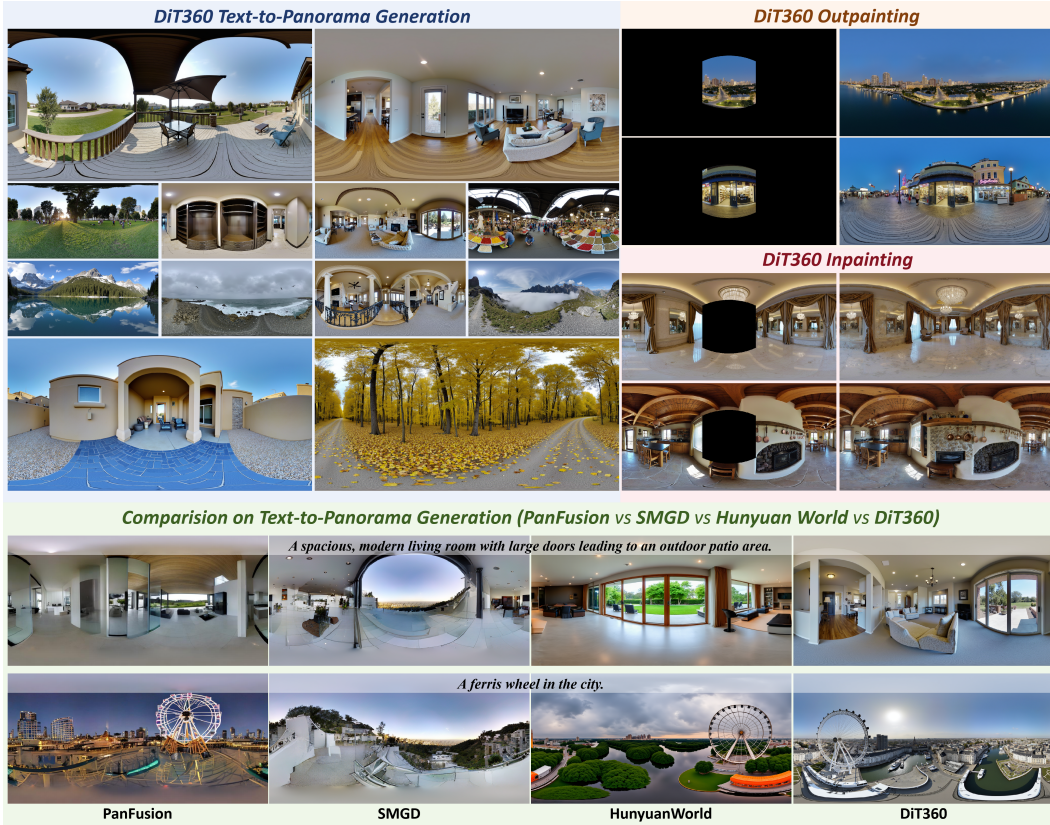 DiT360 Text-to-Panorama Generation
DiT360 Outpainting
DiT360 Inpainting
Comparision on Text-to-Panorama Generation (PanFusion vs SMGD vs Hunyuan World vs DiT360)
A spacious, modern living room with large doors leading to an outdoor patio area.
A ferris wheel in the city.
PanFusion
SMGD
HunyuanWorld
DiT360